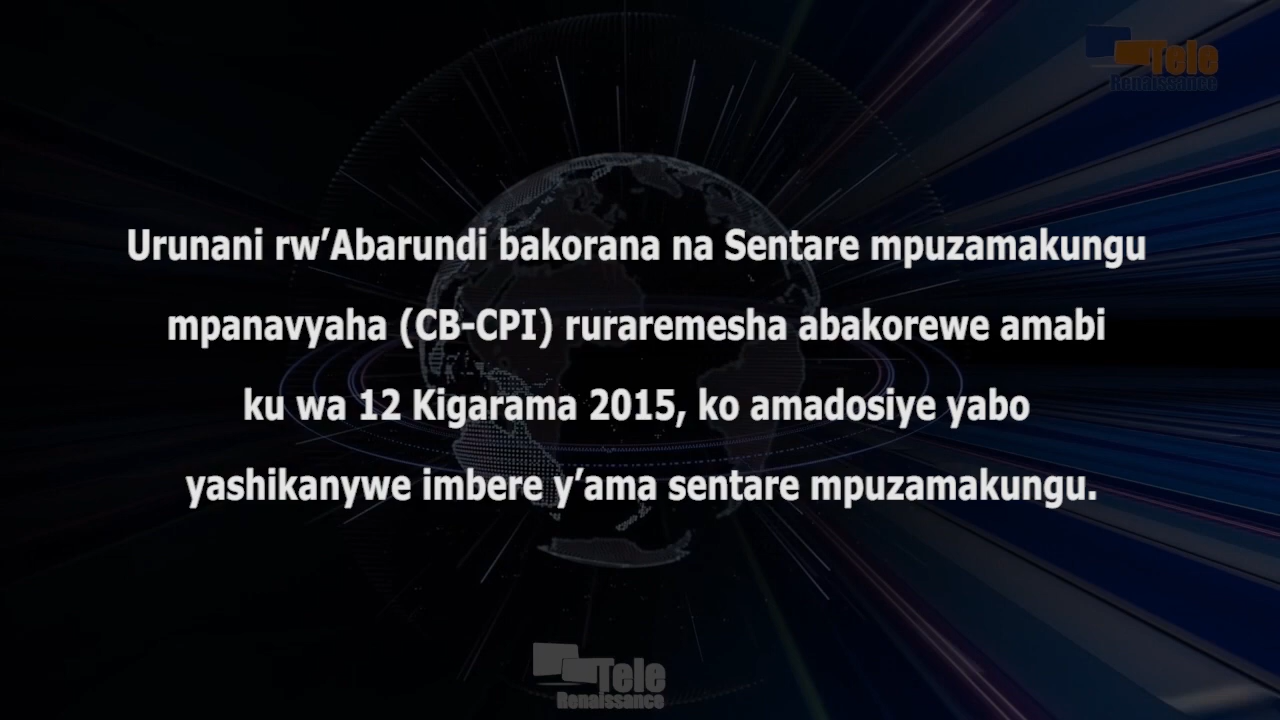 Tele
Renaissance
Urunani rw’Abarundi bakorana na Sentare mpuzamakungu
mpanavyaha (CB-CPI) ruraremesha abakorewe amabi
ku wa 12 Kigarama 2015, ko amadosiye yabo
yashikanywe imbere y’ama sentare mpuzamakungu.
Tele
Renaissance